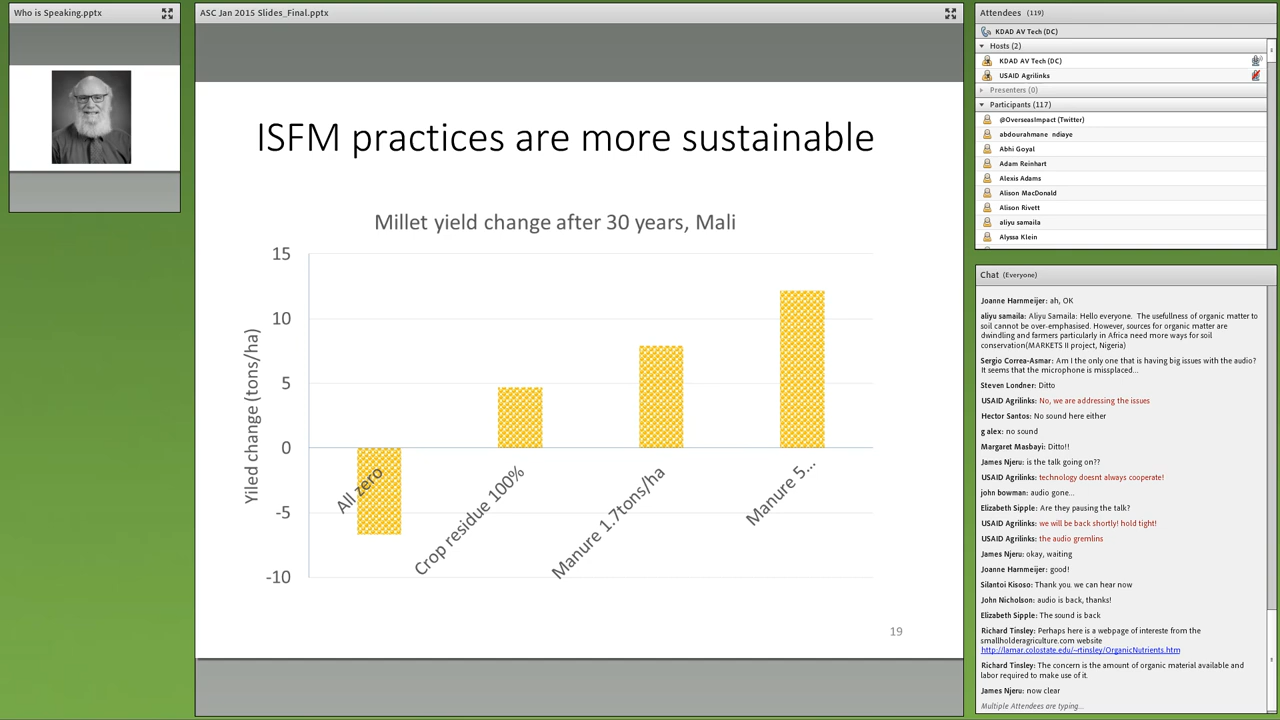 Who is Speaking.pptx
ASC Jan 2015 Slides_Final.pptx
ISFM practices are more sustainable
Millet yield change after 30 years, Mali
Yiled change (tons/ha)
15
10
5
0
-5
-10
All zero
Crop residue 100%
Manure 1.7tons/ha
Manure 5...
19
Attendees (119)
KDAD AV Tech (DC)
Hosts (2)
KDAD AV Tech (DC)
USAID Agrilinks
Presenters (0)
Participants (117)
@OverseasImpact (Twitter)
abdourahmane ndiaye
Abhi Goyal
Adam Reinhart
Alexis Adams
Alison MacDonald
Alison Rivett
aliyu samaila
Alyssa Klein
Chat (Everyone)
Joanne Harnmeijer: ah, OK
aliyu samaila: Aliyu Samaila: Hello everyone. The usefullness of organic matter to
soil cannot be over-emphasised. However, sources for organic matter are
dwindling and farmers particularly in Africa need more ways for soil
conservation(MARKETS II project, Nigeria)
Sergio Correa-Asmar: Am I the only one that is having big issues with the audio?
It seems that the microphone is missplaced...
Steven Londner: Ditto
USAID Agrilinks: No, we are addressing the issues
Hector Santos: No sound here either
g alex: no sound
Margaret Masbayi: Ditto!!
James Njeru: is the talk going on??
USAID Agrilinks: technology doesnt always cooperate!
john bowman: audio gone...
Elizabeth Sipple: Are they pausing the talk?
USAID Agrilinks: we will be back shortly! hold tight!
USAID Agrilinks: the audio gremlins
James Njeru: okay, waiting
Joanne Harnmeijer: good!
Silantoi Kisoso: Thank you. we can hear now
John Nicholson: audio is back, thanks!
Elizabeth Sipple: The sound is back
Richard Tinsley: Perhaps here is a webpage of intereste from the
smallholderagriculture.com website
http://lamar.colostate.edu/~rtinsley/OrganicNutrients.htm
Richard Tinsley: The concern is the amount of organic material available and
labor required to make use of it.
James Njeru: now clear
Multiple Attendees are typing...